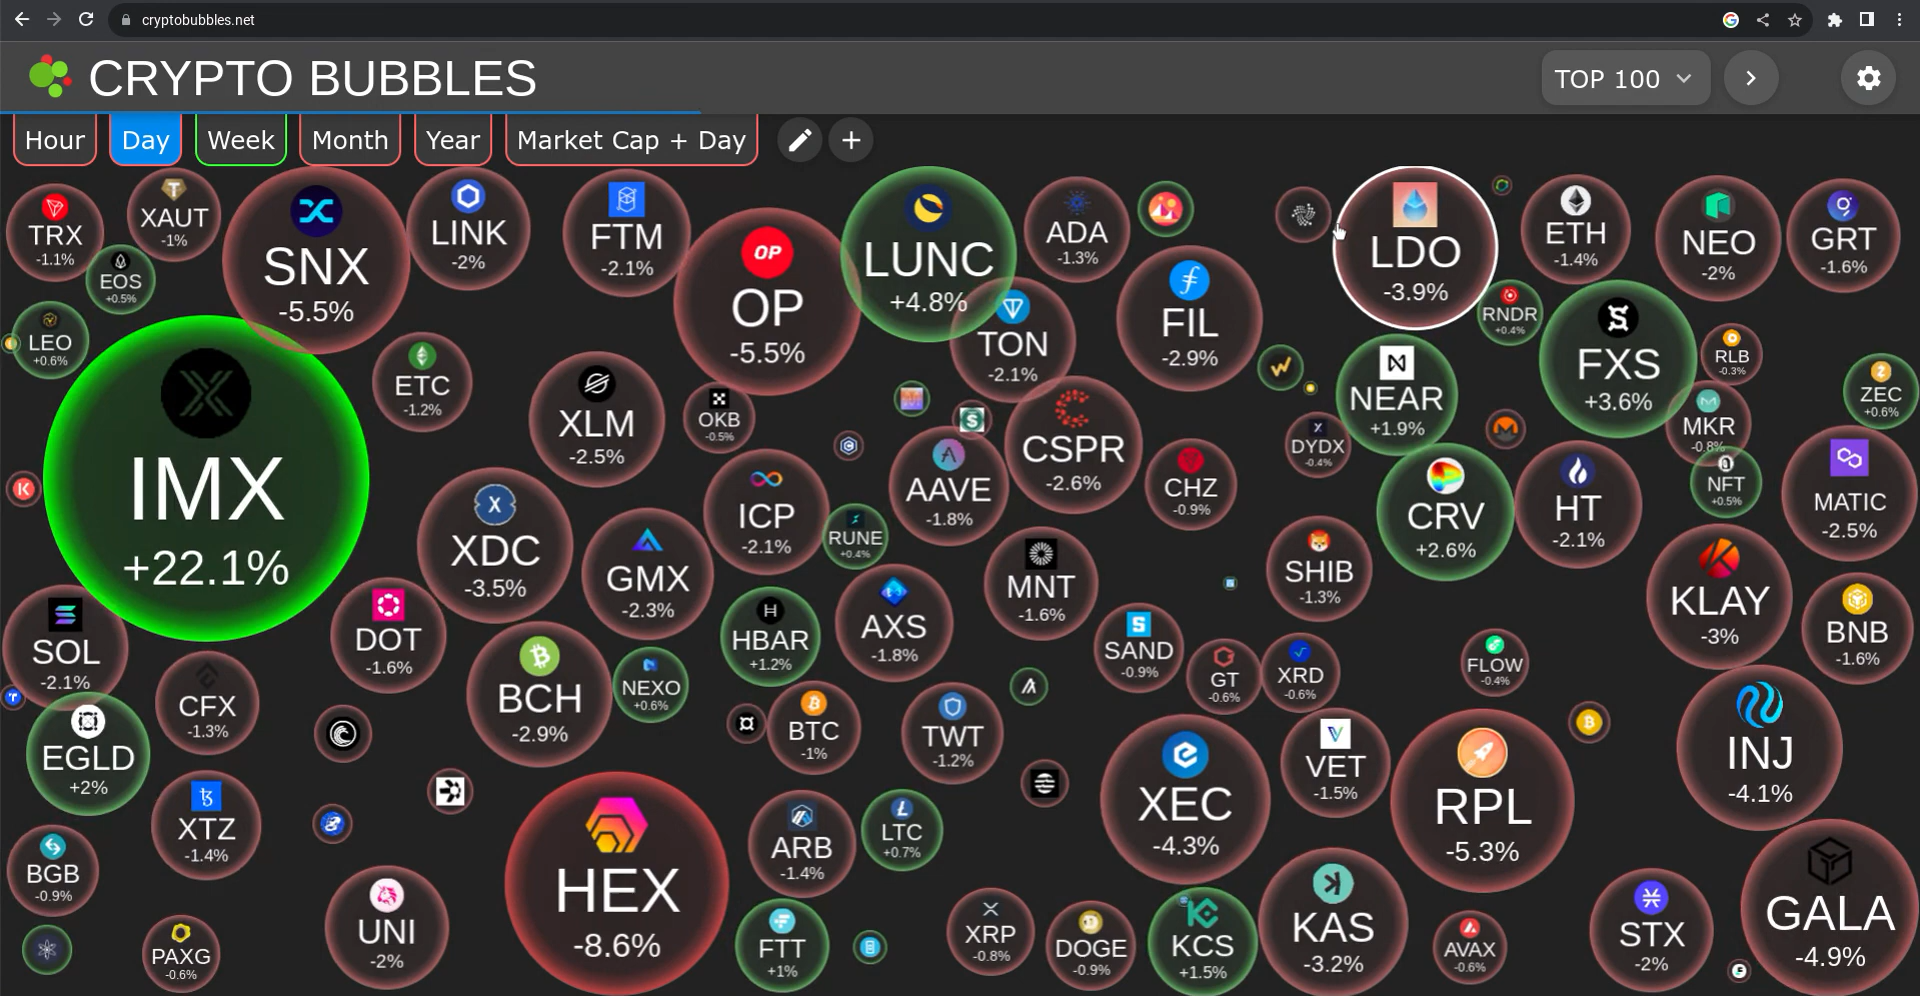 cryptobubbles.net
CRYPTO BUBBLES
TOP 100
Hour
Day
Week
Month
Year
Market Cap + Day
TRX
-1.1%
XAUT
-1%
EOS
+0.5%
SNX
-5.5%
LINK
-2%
FTM
-2.1%
OP
OP
-5.5%
LUNC
+4.8%
ADA
-1.3%
TON
-2.1%
FIL
-2.9%
LDO
-3.9%
ETH
-1.4%
NEO
-2%
GRT
-1.6%
RNDR
+0.4%
LEO
+0.6%
IMX
+22.1%
ETC
-1.2%
XLM
-2.5%
OKB
-0.5%
CSPR
-2.6%
NEAR
+1.9%
FXS
+3.6%
RLB
-0.3%
ZEC
+0.6%
MKR
-0.8%
DYDX
-0.4%
XDC
-3.5%
GMX
-2.3%
ICP
-2.1%
RUNE
+0.4%
AAVE
-1.8%
CHZ
-0.9%
CRV
+2.6%
HT
-2.1%
NFT
+0.5%
MATIC
-2.5%
SOL
-2.1%
DOT
-1.6%
HBAR
+1.2%
AXS
-1.8%
MNT
-1.6%
SHIB
-1.3%
KLAY
-3%
BNB
-1.6%
SAND
-0.9%
GT
-0.6%
XRD
-0.6%
FLOW
-0.4%
CFX
-1.3%
BCH
-2.9%
NEXO
+0.6%
BTC
-1%
TWT
-1.2%
EGLD
+2%
XEC
-4.3%
VET
-1.5%
RPL
-5.3%
INJ
-4.1%
XTZ
-1.4%
HEX
-8.6%
ARB
-1.4%
LTC
+0.7%
BGB
-0.9%
PAXG
-0.6%
UNI
-2%
FTT
+1%
XRP
-0.8%
DOGE
-0.9%
KCS
+1.5%
KAS
-3.2%
AVAX
-0.6%
STX
-2%
GALA
-4.9%